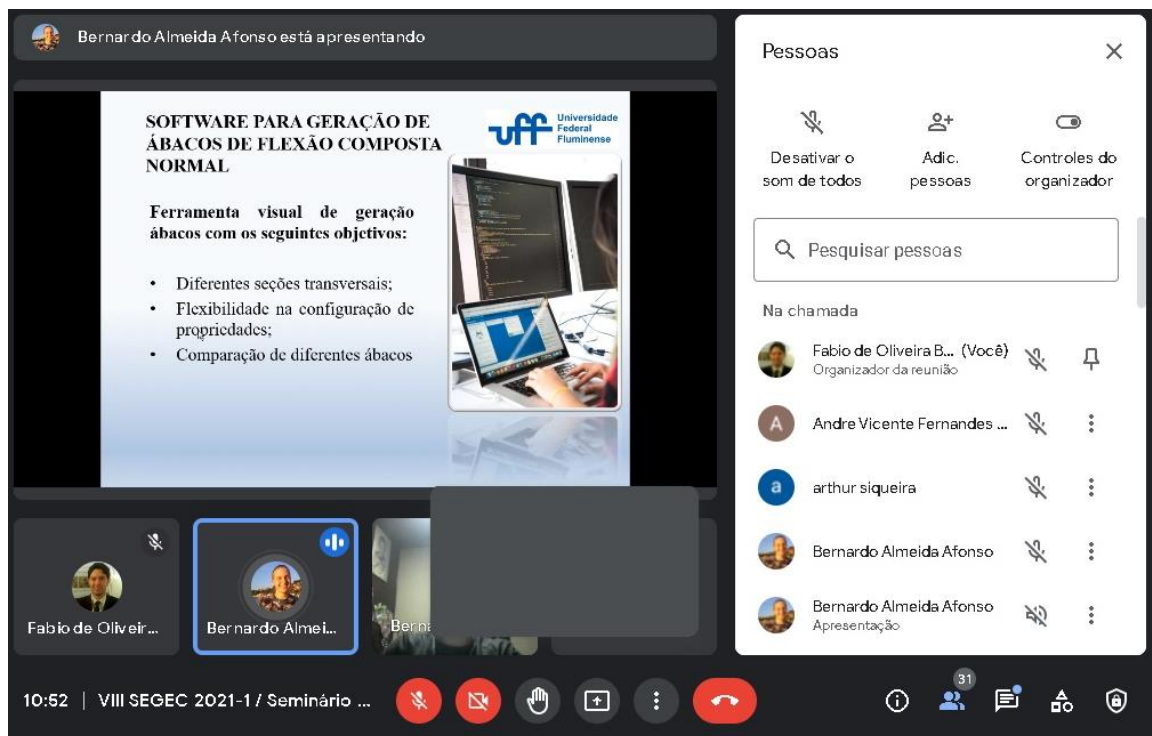 Bernardo Almeida Afonso está apresentando
SOFTWARE PARA GERAÇÃO DE
ÁBACOS DE FLEXÃO COMPOSTA
NORMAL
uff
Universidade
Federal
Fluminense
Ferramenta visual de geração
ábacos com os seguintes objetivos:
• Diferentes seções transversais;
• Flexibilidade na configuração de
propriedades;
• Comparação de diferentes ábacos
Fabio de Oliveir...
Bernardo Almei...
Berna
10:52 | VIII SEGEC 2021-1 / Seminário ...
Pessoas
Desativar o
som de todos
Adic.
pessoas
Controles do
organizador
Pesquisar pessoas
Na chamada
Fabio de Oliveira B... (Você)
Organizador da reunião
A
Andre Vicente Fernandes ...
a
arthur siqueira
Bernardo Almeida Afonso
Bernardo Almeida Afonso
Apresentação
31